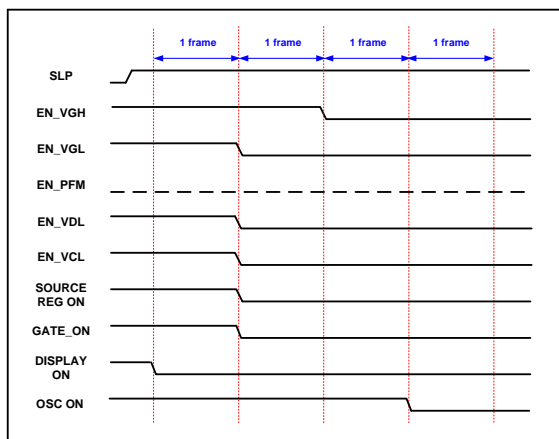 1 frame 1 frame 1 frame 1 frame
SLP
EN_VGH
EN_VGL
EN_PFM
EN_VDL
EN_VCL
SOURCE
REG ON
GATE_ON
DISPLAY
ON
OSC ON